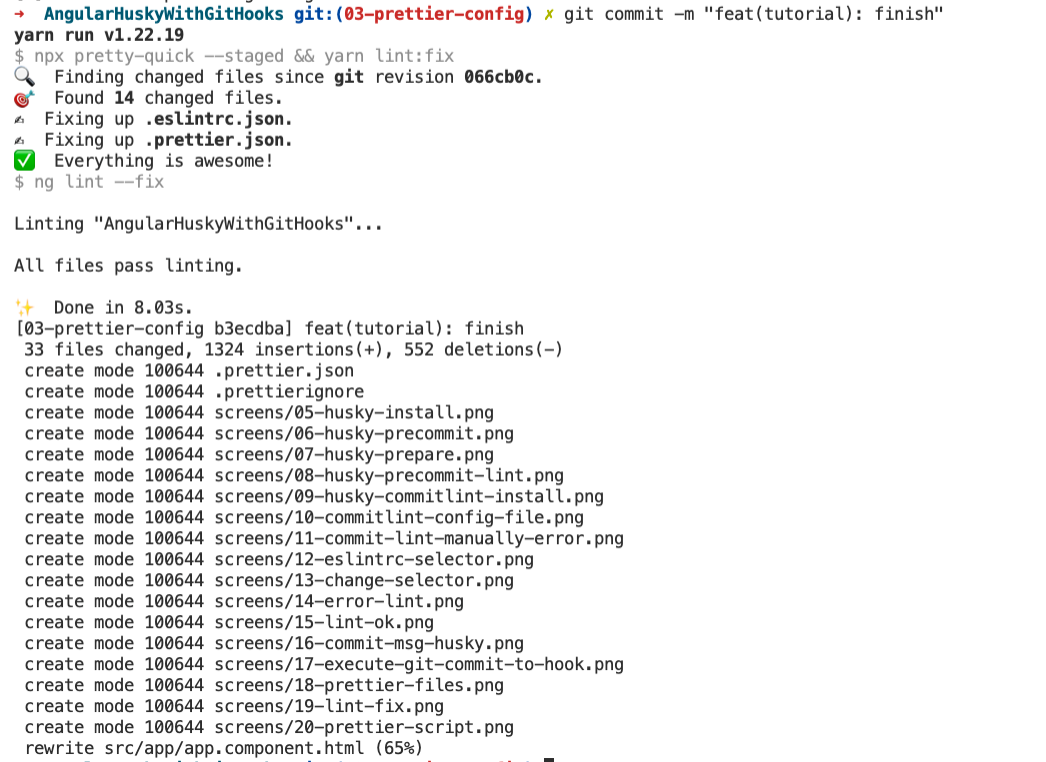 → AngularHuskyWithGitHooks git:(03-prettier-config) ✗ git commit -m "feat(tutorial): finish"
yarn run v1.22.19
$ npx pretty-quick --staged && yarn lint:fix
🔍 Finding changed files since git revision 066cb0c.
🎯 Found 14 changed files.
✍ Fixing up .eslintrc.json.
✍ Fixing up .prettier.json.
✅ Everything is awesome!
$ ng lint --fix
Linting "AngularHuskyWithGitHooks"...
All files pass linting.
✨ Done in 8.03s.
[03-prettier-config b3ecdba] feat(tutorial): finish
33 files changed, 1324 insertions(+), 552 deletions(-)
create mode 100644 .prettier.json
create mode 100644 .prettierignore
create mode 100644 screens/05-husky-install.png
create mode 100644 screens/06-husky-precommit.png
create mode 100644 screens/07-husky-prepare.png
create mode 100644 screens/08-husky-precommit-lint.png
create mode 100644 screens/09-husky-commitlint-install.png
create mode 100644 screens/10-commitlint-config-file.png
create mode 100644 screens/11-commit-lint-manually-error.png
create mode 100644 screens/12-eslintrc-selector.png
create mode 100644 screens/13-change-selector.png
create mode 100644 screens/14-error-lint.png
create mode 100644 screens/15-lint-ok.png
create mode 100644 screens/16-commit-msg-husky.png
create mode 100644 screens/17-execute-git-commit-to-hook.png
create mode 100644 screens/18-prettier-files.png
create mode 100644 screens/19-lint-fix.png
create mode 100644 screens/20-prettier-script.png
rewrite src/app/app.component.html (65%)